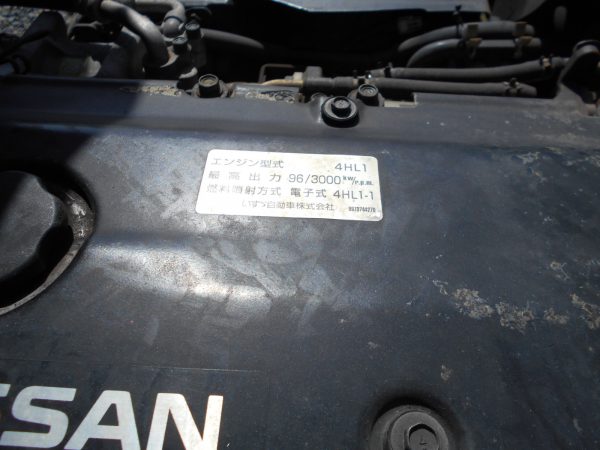 エンジン型式 4HL1
最高出力 96/3000 kw/r.p.m.
燃料噴射方式 電子式 4HL1-1
いすゞ自動車株式会社
SSAN